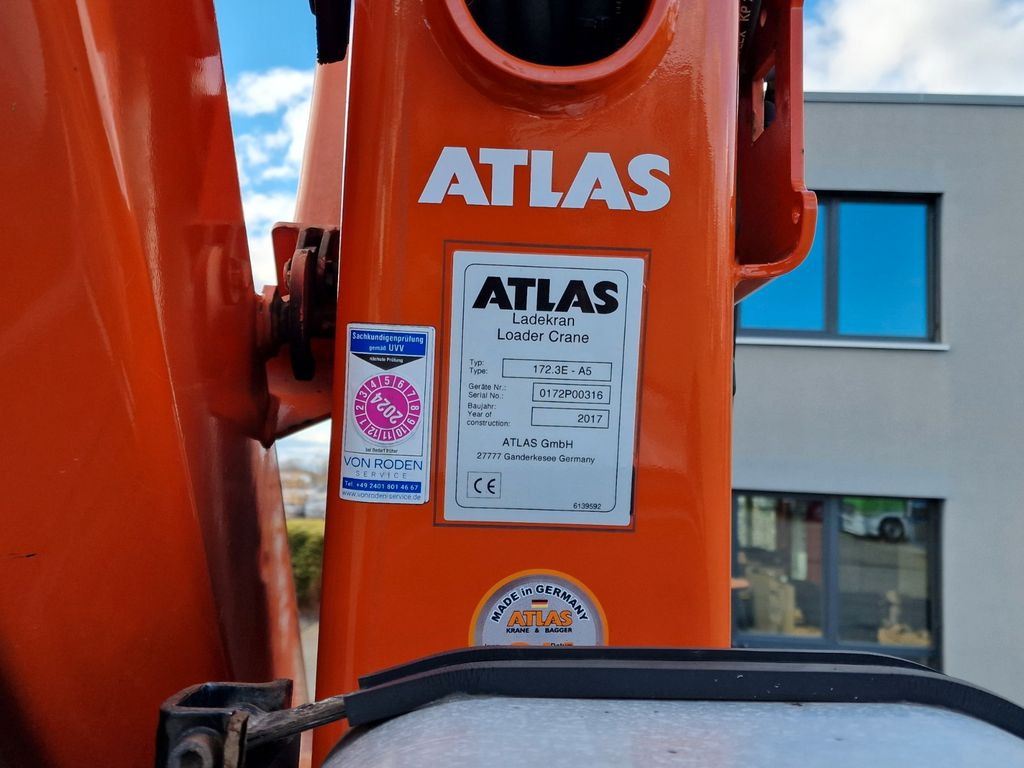 ATLAS
ATLAS
Ladekran
Loader Crane
Typ:
Type:
172.3E - A5
Geräte Nr.:
Serial No.:
0172P00316
Baujahr:
Year of
construction:
2017
ATLAS GmbH
27777 Ganderkesee Germany
CE
6139592
Sachkundigenprüfung
gemäß UVV
nächste Prüfung
1 2 3 4 5 6 7 8 9 10 11 12
2024
bei Bedarf früher
VON RODEN
SERVICE
Tel. +49 2401 801 46 67
www.vonroden-service.de
MADE in GERMANY
ATLAS
KRANE & BAGGER